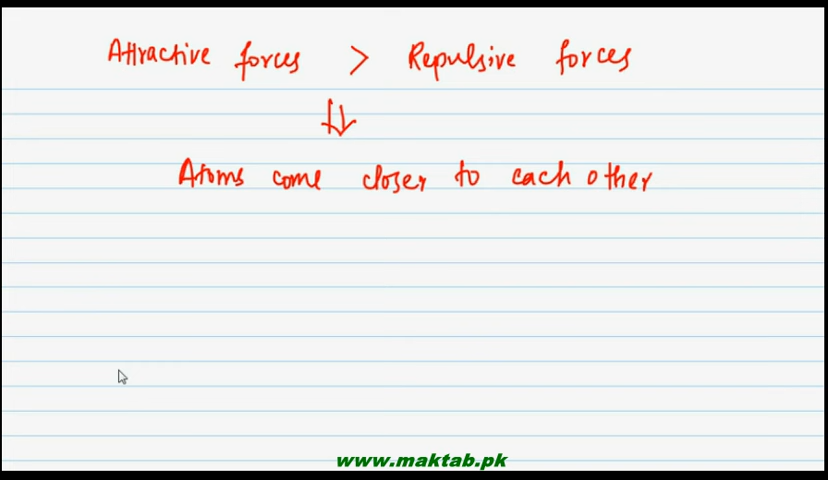 Attractive forces > Repulsive forces
⇓
Atoms come closer to each other
www.maktab.pk